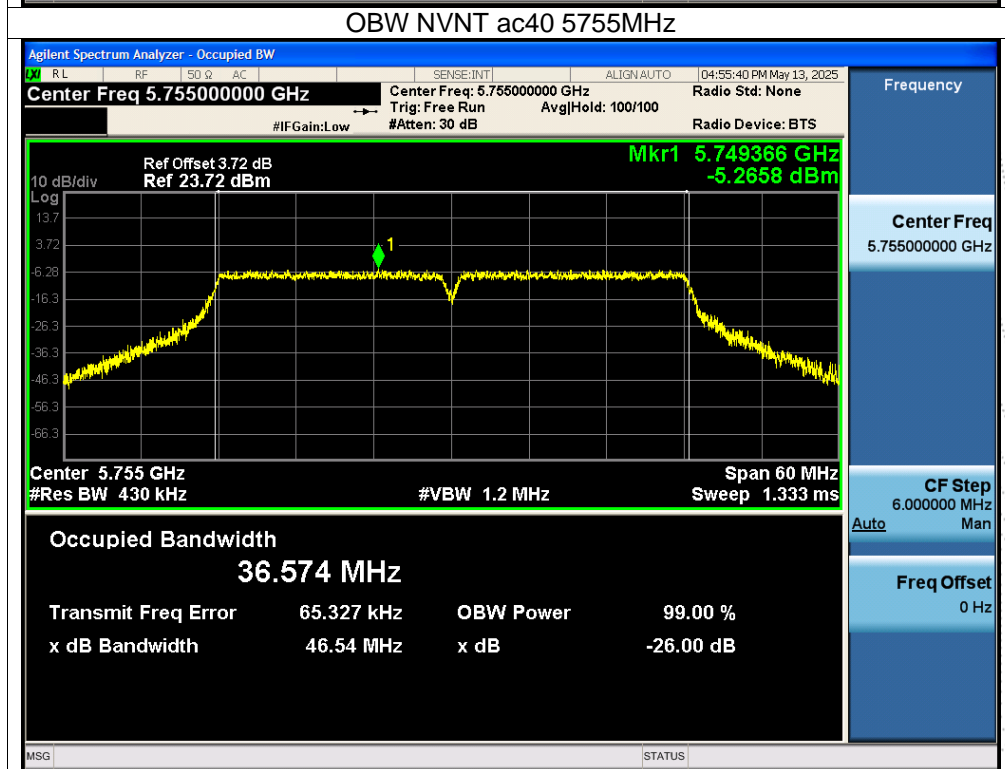 OBW NVNT ac40 5755MHz
Agilent Spectrum Analyzer - Occupied BW
LXI RL RF 50 Ω AC SENSE:INT ALIGN AUTO 04:55:40 PM May 13, 2025
Center Freq 5.755000000 GHz
Center Freq: 5.755000000 GHz
Radio Std: None
Trig: Free Run Avg|Hold: 100/100
#IFGain:Low
#Atten: 30 dB
Radio Device: BTS
Frequency
Mkr1 5.749366 GHz
-5.2658 dBm
Ref Offset 3.72 dB
10 dB/div Ref 23.72 dBm
Log
13.7
3.72
-6.28
-16.3
-26.3
-36.3
-46.3
-56.3
-66.3
1
Center 5.755 GHz
Span 60 MHz
#Res BW 430 kHz
#VBW 1.2 MHz
Sweep 1.333 ms
Center Freq
5.755000000 GHz
CF Step
6.000000 MHz
Auto Man
Freq Offset
0 Hz
Occupied Bandwidth
36.574 MHz
Transmit Freq Error 65.327 kHz OBW Power 99.00 %
x dB Bandwidth 46.54 MHz x dB -26.00 dB
MSG STATUS